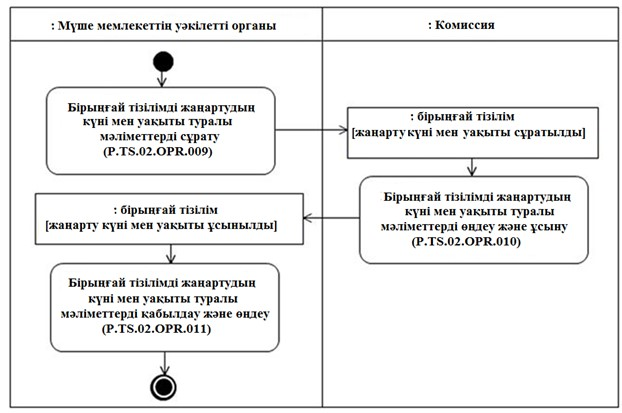 : Мүше мемлекеттің уәкілетті органы
: Комиссия
Бірыңғай тізілімді жаңартудың
күні мен уақыты туралы
мәліметтерді сұрату
(P.TS.02.OPR.009)
: бірыңғай тізілім
[жаңарту күні мен уақыты сұратылды]
Бірыңғай тізілімді жаңартудың
күні мен уақыты туралы
мәліметтерді өңдеу және ұсыну
(P.TS.02.OPR.010)
: бірыңғай тізілім
[жаңарту күні мен уақыты ұсынылды]
Бірыңғай тізілімді жаңартудың
күні мен уақыты туралы
мәліметтерді қабылдау және өңдеу
(P.TS.02.OPR.011)